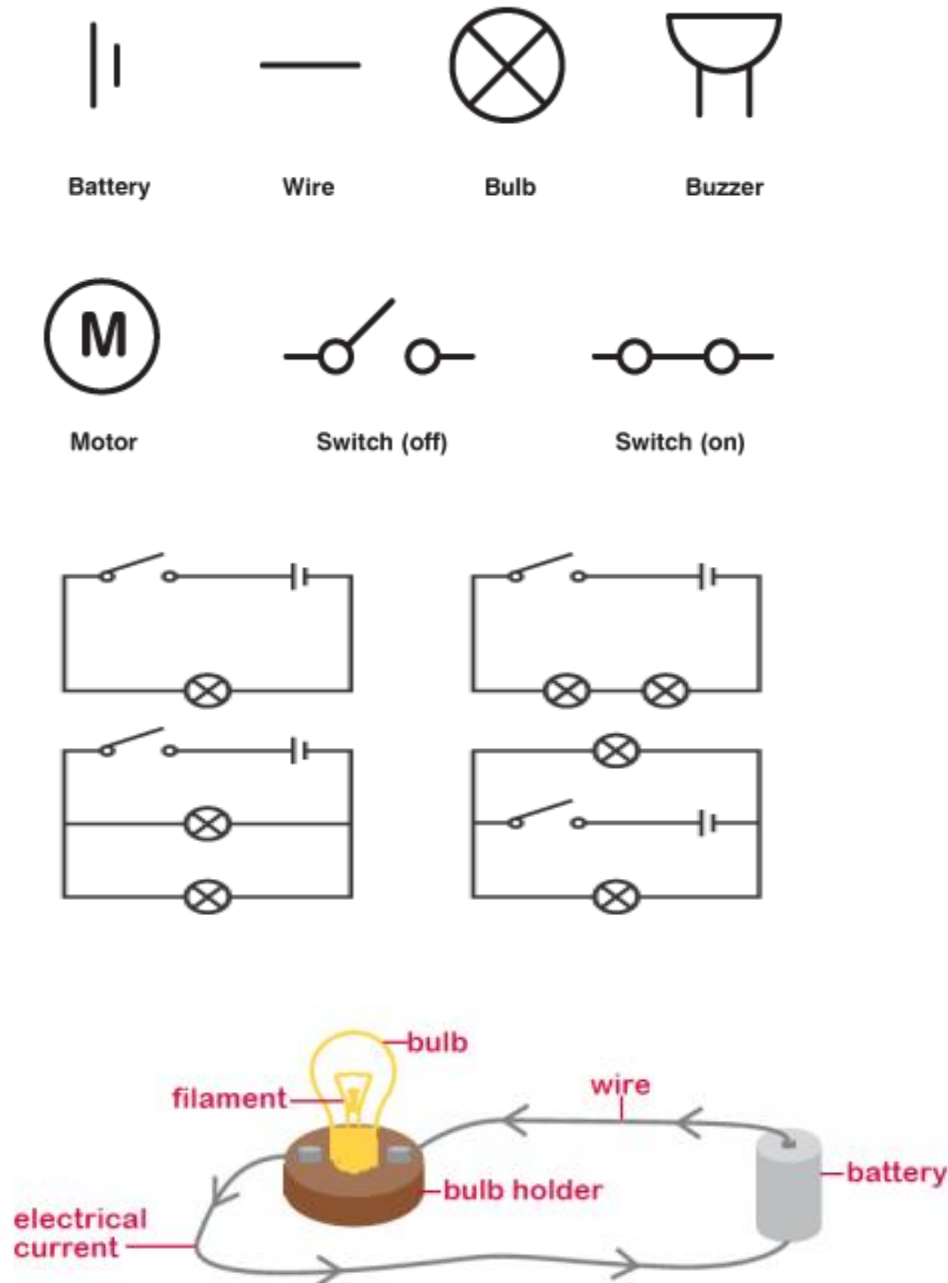 Battery
Wire
Bulb
Buzzer
M
Motor
Switch (off)
Switch (on)
bulb
filament
wire
battery
bulb holder
electrical
current